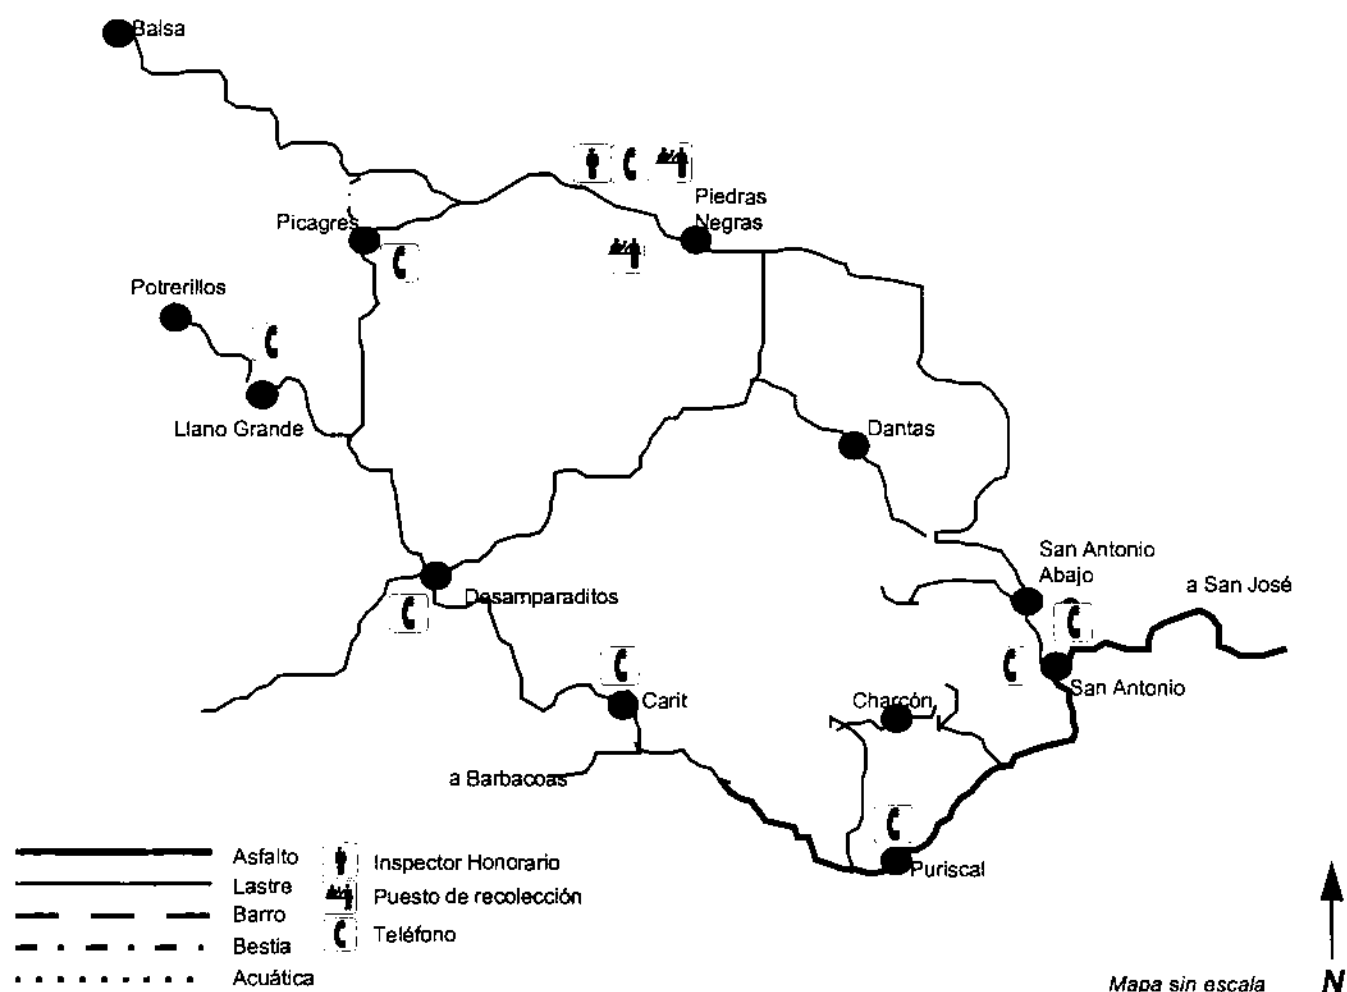 Balsa
Piedras
Negras
Picagres
Potrerillos
Llano Grande
Dantas
San Antonio
Abajo
a San José
Desamparaditos
San Antonio
Carit
Charcón
a Barbacoas
Puriscal
Asfalto
Lastre
Barro
Bestia
Acuática
Inspector Honorario
Puesto de recolección
Teléfono
Mapa sin escala
N